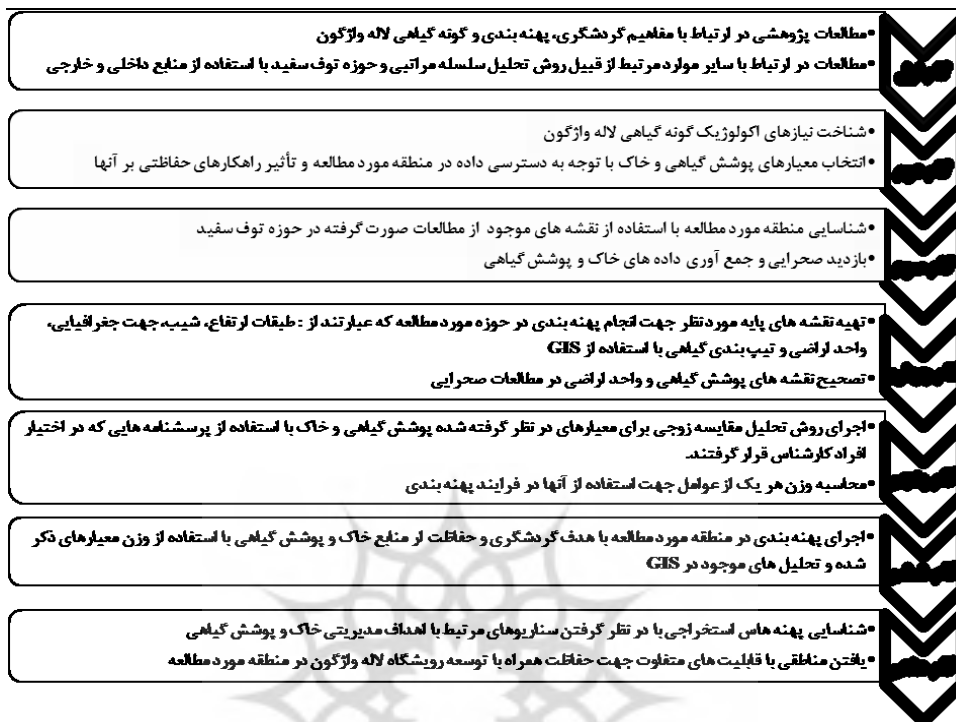 •مطالعات پژوهشی در ارتباط با مفاهیم گردشگری، پهنه بندی و گونه گیاهی لاله واژگون
•مطالعات در ارتباط با سایر موارد مرتبط از قبیل روش تحلیل سلسله مراتبی و حوزه توف سفید با استفاده از منابع داخلی و خارجی
•شناخت نیازهای اکولوژیک گونه گیاهی لاله واژگون
•انتخاب معیارهای پوشش گیاهی و خاک با توجه به دسترسی داده در منطقه مورد مطالعه و تأثیر راهکارهای حفاظتی بر آنها
•شناسایی منطقه مورد مطالعه با استفاده از نقشه های موجود از مطالعات صورت گرفته در حوزه توف سفید
•بازدید صحرایی و جمع آوری داده های خاک و پوشش گیاهی
•تهیه نقشه های پایه مورد نظر جهت انجام پهنه بندی در حوزه مورد مطالعه که عبارتند از : طبقات ارتفاع، شیب، جهت جغرافیایی،
واحد اراضی و تیپ بندی گیاهی با استفاده از GIS
•تصحیح نقشه های پوشش گیاهی و واحد اراضی در مطالعات صحرایی
•اجرای روش تحلیل مقایسه زوجی برای معیارهای در نظر گرفته شده پوشش گیاهی و خاک با استفاده از پرسشنامه هایی که در اختیار
افراد کارشناس قرار گرفتند.
•محاسبه وزن هر یک از عوامل جهت استفاده از آنها در فرایند پهنه بندی
•اجرای پهنه بندی در منطقه مورد مطالعه با هدف گردشگری و حفاظت از منابع خاک و پوشش گیاهی با استفاده از وزن معیارهای ذکر
شده و تحلیل های موجود در GIS
•شناسایی پهنه هاس استخراجی با در نظر گرفتن سناریوهای مرتبط با اهداف مدیریتی خاک و پوشش گیاهی
•یافتن مناطقی با قابلیت های متفاوت جهت حفاظت همراه با توسعه رویشگاه لاله واژگون در منطقه مورد مطالعه